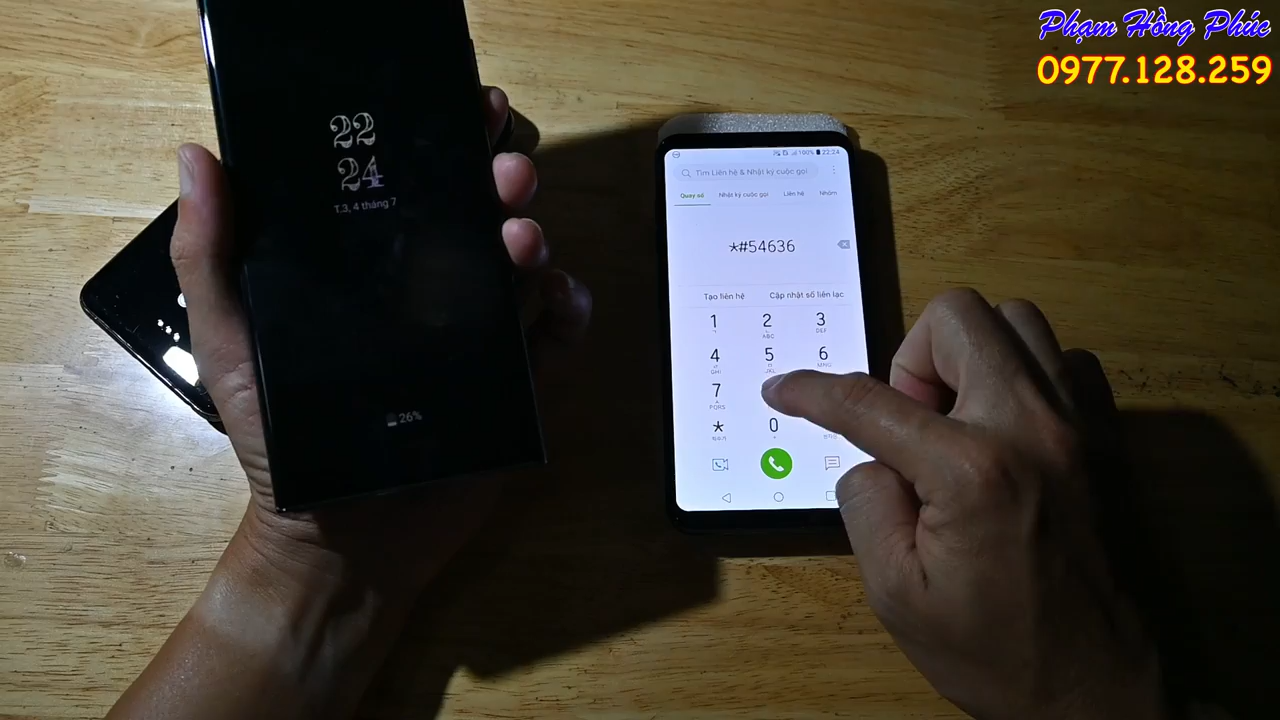 Phạm Hồng Phúc
0977.128.259
22
24
T.3, 4 tháng 7
26%
100% 22:24
Tìm Liên hệ & Nhật ký cuộc gọi
Quay số Nhật ký cuộc gọi Liên hệ Nhóm
*#54636
Tạo liên hệ Cập nhật số liên lạc
1 2 3
ABC DEF
4 5 6
GHI JKL MNO
7
PQRS
* 0
+